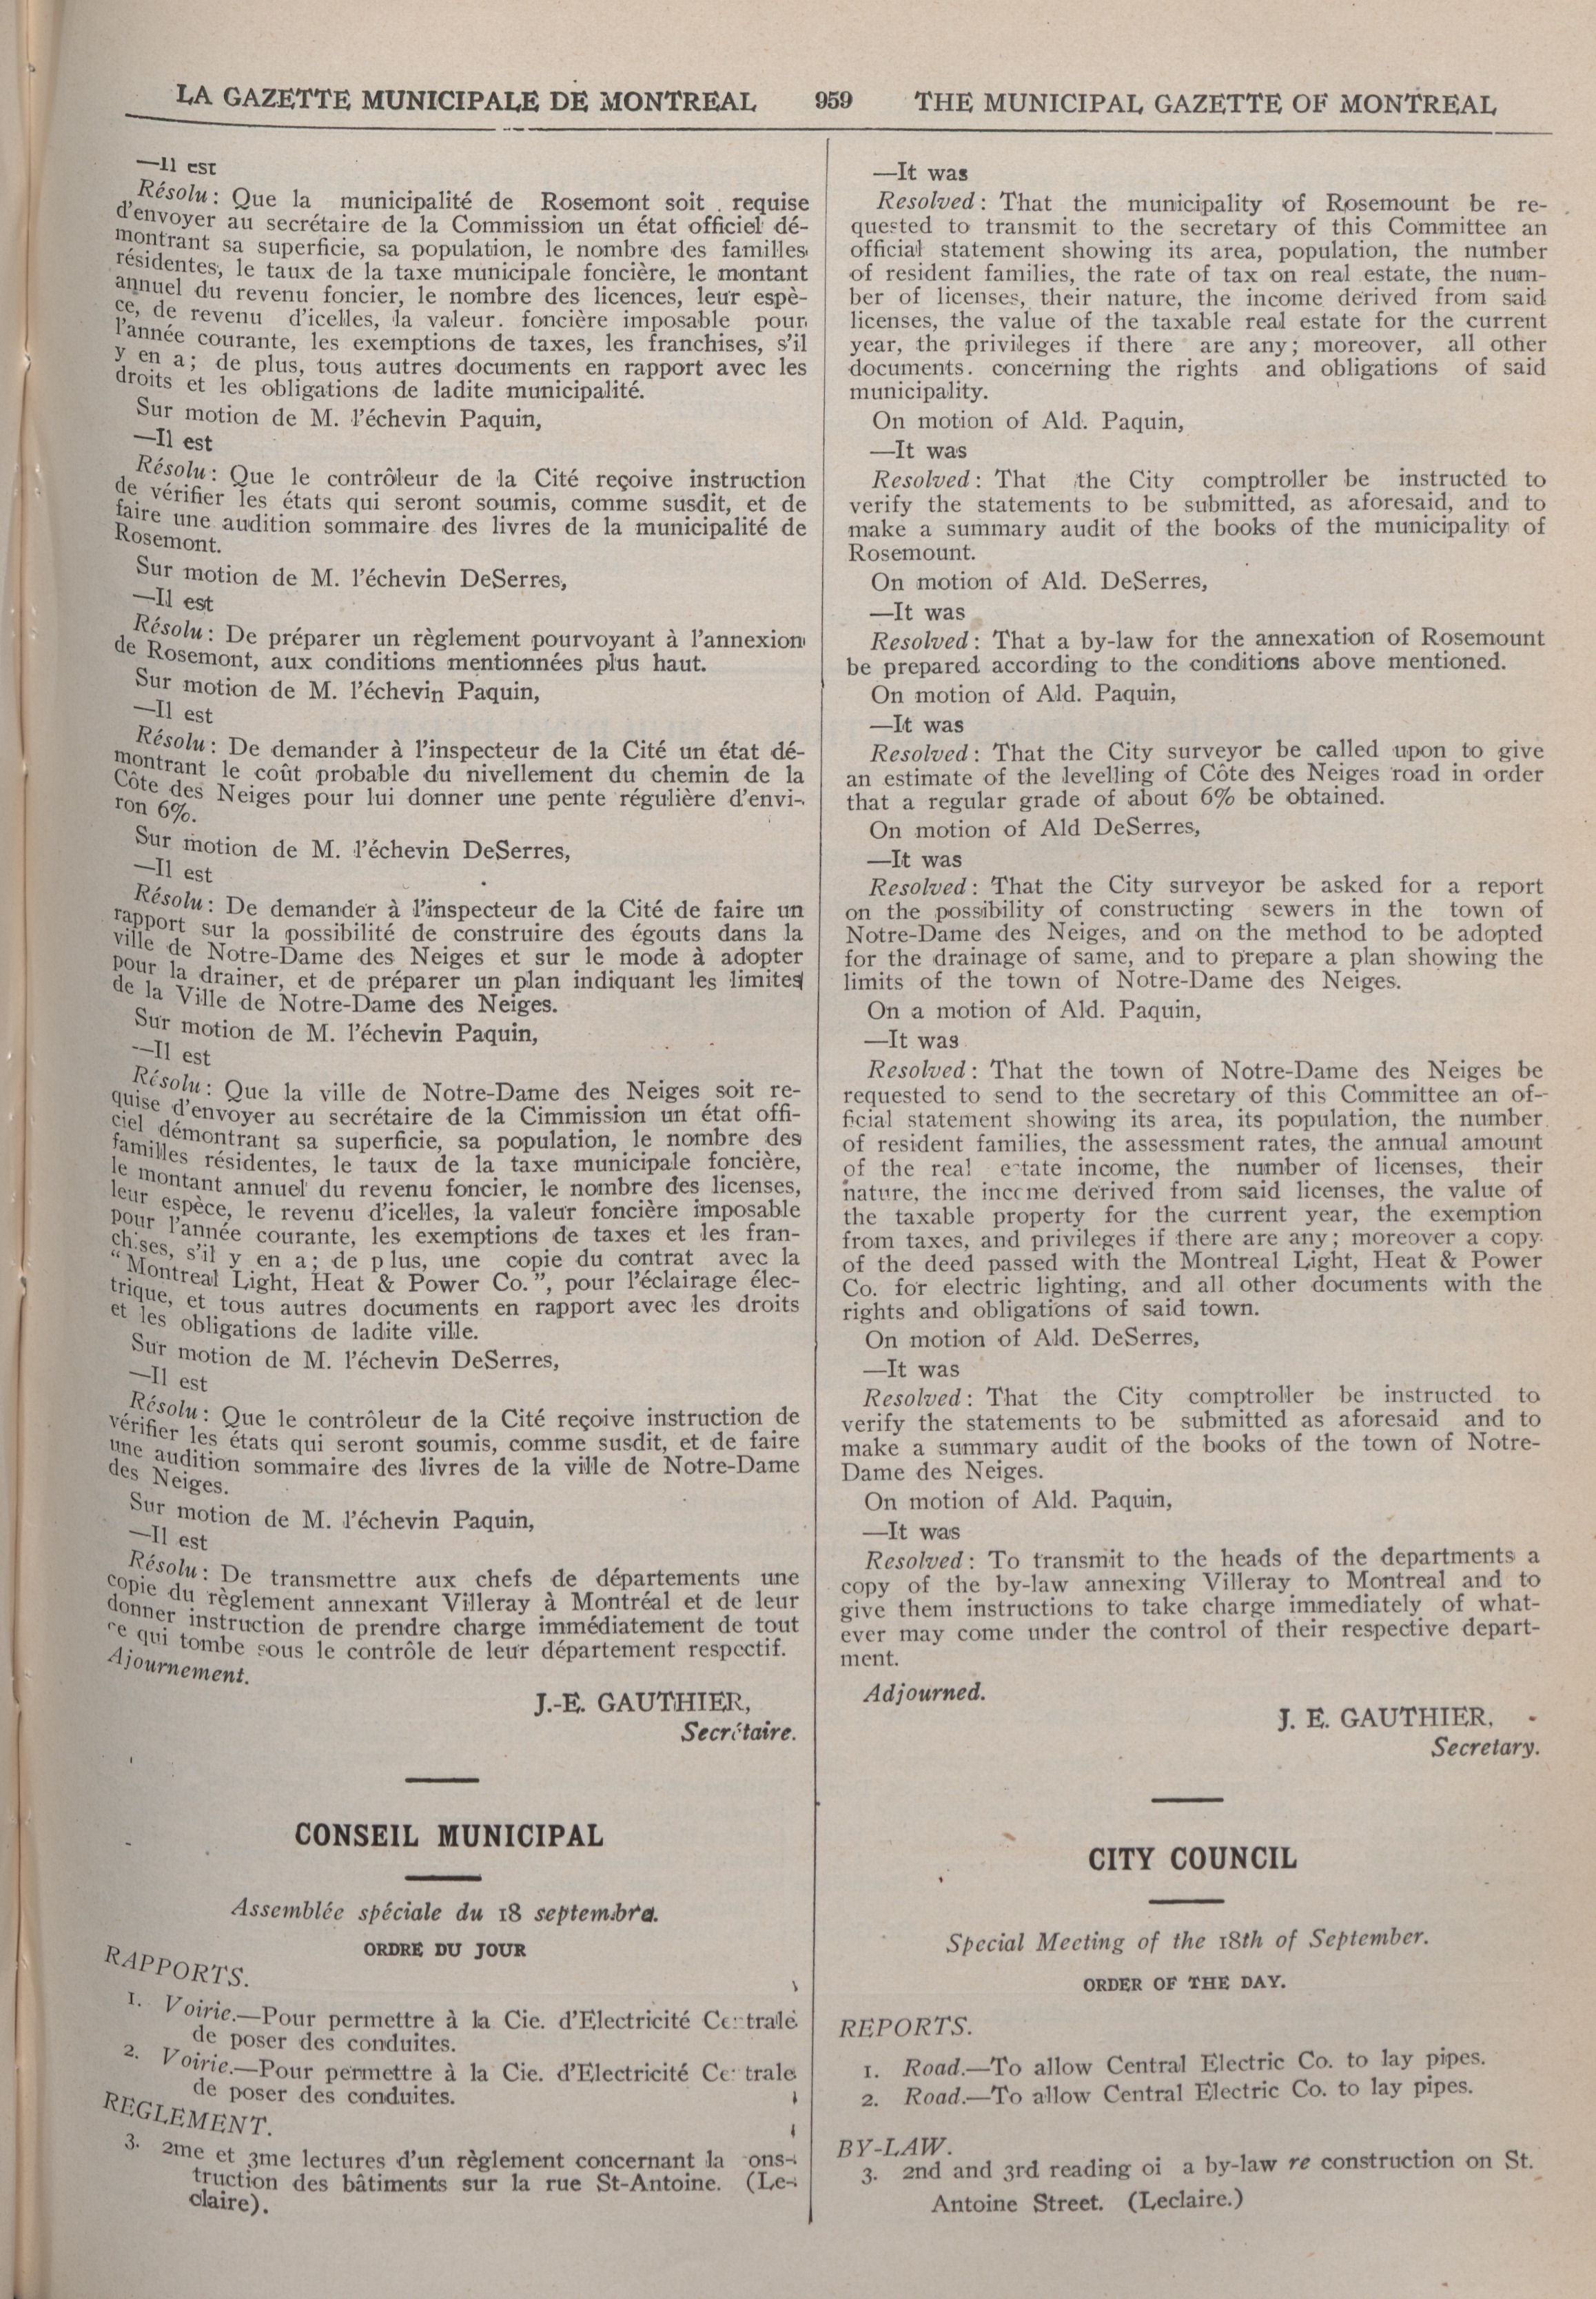 LA GAZETTE MUNICIPALE DE MONTREAL 959 THE MUNICIPAL GAZETTE OF MONTREAL
—Il est
Résolu: Que la municipalité de Rosemont soit requise
d'envoyer au secrétaire de la Commission un état officiel dé-
montrant sa superficie, sa population, le nombre des familles
résidentes, le taux de la taxe municipale foncière, le montant
annuel du revenu foncier, le nombre des licences, leur espè-
ce, de revenu d'icelles, la valeur. foncière imposable pour
l'année courante, les exemptions de taxes, les franchises, s'il
y en a; de plus, tous autres documents en rapport avec les
droits et les obligations de ladite municipalité.
Sur motion de M. l'échevin Paquin,
—Il est
Résolu: Que le contrôleur de la Cité reçoive instruction
de vérifier les états qui seront soumis, comme susdit, et de
faire une audition sommaire des livres de la municipalité de
Rosemont.
Sur motion de M. l'échevin DeSerres,
—Il est
Résolu: De préparer un règlement pourvoyant à l'annexion
de Rosemont, aux conditions mentionnées plus haut.
Sur motion de M. l'échevin Paquin,
—Il est
Résolu: De demander à l'inspecteur de la Cité un état dé-
montrant le coût probable du nivellement du chemin de la
Côte des Neiges pour lui donner une pente régulière d'envi-
ron 6%.
Sur motion de M. l'échevin DeSerres,
—Il est
Résolu: De demander à l'inspecteur de la Cité de faire un
rapport sur la possibilité de construire des égouts dans la
ville de Notre-Dame des Neiges et sur le mode à adopter
pour la drainer, et de préparer un plan indiquant les limites
de la Ville de Notre-Dame des Neiges.
Sur motion de M. l'échevin Paquin,
—Il est
Résolu: Que la ville de Notre-Dame des Neiges soit re-
quise d'envoyer au secrétaire de la Cimmission un état offi-
ciel démontrant sa superficie, sa population, le nombre des
familles résidentes, le taux de la taxe municipale foncière,
le montant annuel du revenu foncier, le nombre des licenses,
leur espèce, le revenu d'icelles, la valeur foncière imposable
pour l'année courante, les exemptions de taxes et les fran-
chises, s'il y en a; de plus, une copie du contrat avec la
"Montreal Light, Heat & Power Co.", pour l'éclairage élec-
trique, et tous autres documents en rapport avec les droits
et les obligations de ladite ville.
Sur motion de M. l'échevin DeSerres,
—Il est
Résolu: Que le contrôleur de la Cité reçoive instruction de
vérifier les états qui seront soumis, comme susdit, et de faire
une audition sommaire des livres de la ville de Notre-Dame
des Neiges.
Sur motion de M. l'échevin Paquin,
—Il est
Résolu: De transmettre aux chefs de départements une
copie du règlement annexant Villeray à Montréal et de leur
donner instruction de prendre charge immédiatement de tout
ce qui tombe sous le contrôle de leur département respectif.
Ajournement.
J.-E. GAUTHIER,
Secrétaire.
CONSEIL MUNICIPAL
Assemblée spéciale du 18 septembre.
ORDRE DU JOUR
RAPPORTS.
1. Voirie.—Pour permettre à la Cie. d'Electricité Centrale
de poser des conduites.
2. Voirie.—Pour permettre à la Cie. d'Electricité Centrale
de poser des conduites.
REGLEMENT.
3. 2me et 3me lectures d'un règlement concernant la ons-
truction des bâtiments sur la rue St-Antoine. (Le-
claire).
—It was
Resolved: That the municipality of Rosemount be re-
quested to transmit to the secretary of this Committee an
official statement showing its area, population, the number
of resident families, the rate of tax on real estate, the num-
ber of licenses, their nature, the income derived from said
licenses, the value of the taxable real estate for the current
year, the privileges if there are any; moreover, all other
documents. concerning the rights and obligations of said
municipality.
On motion of Ald. Paquin,
—It was
Resolved: That the City comptroller be instructed to
verify the statements to be submitted, as aforesaid, and to
make a summary audit of the books of the municipality of
Rosemount.
On motion of Ald. DeSerres,
—It was
Resolved: That a by-law for the annexation of Rosemount
be prepared according to the conditions above mentioned.
On motion of Ald. Paquin,
—It was
Resolved: That the City surveyor be called upon to give
an estimate of the levelling of Côte des Neiges road in order
that a regular grade of about 6% be obtained.
On motion of Ald DeSerres,
—It was
Resolved: That the City surveyor be asked for a report
on the possibility of constructing sewers in the town of
Notre-Dame des Neiges, and on the method to be adopted
for the drainage of same, and to prepare a plan showing the
limits of the town of Notre-Dame des Neiges.
On a motion of Ald. Paquin,
—It was
Resolved: That the town of Notre-Dame des Neiges be
requested to send to the secretary of this Committee an of-
ficial statement showing its area, its population, the number
of resident families, the assessment rates, the annual amount
of the real estate income, the number of licenses, their
nature, the income derived from said licenses, the value of
the taxable property for the current year, the exemption
from taxes, and privileges if there are any; moreover a copy
of the deed passed with the Montreal Light, Heat & Power
Co. for electric lighting, and all other documents with the
rights and obligations of said town.
On motion of Ald. DeSerres,
—It was
Resolved: That the City comptroller be instructed to
verify the statements to be submitted as aforesaid and to
make a summary audit of the books of the town of Notre-
Dame des Neiges.
On motion of Ald. Paquin,
—It was
Resolved: To transmit to the heads of the departments a
copy of the by-law annexing Villeray to Montreal and to
give them instructions to take charge immediately of what-
ever may come under the control of their respective depart-
ment.
Adjourned.
J. E. GAUTHIER,
Secretary.
CITY COUNCIL
Special Meeting of the 18th of September.
ORDER OF THE DAY.
REPORTS.
1. Road.—To allow Central Electric Co. to lay pipes.
2. Road.—To allow Central Electric Co. to lay pipes.
BY-LAW.
3. 2nd and 3rd reading oi a by-law re construction on St.
Antoine Street. (Leclaire.)